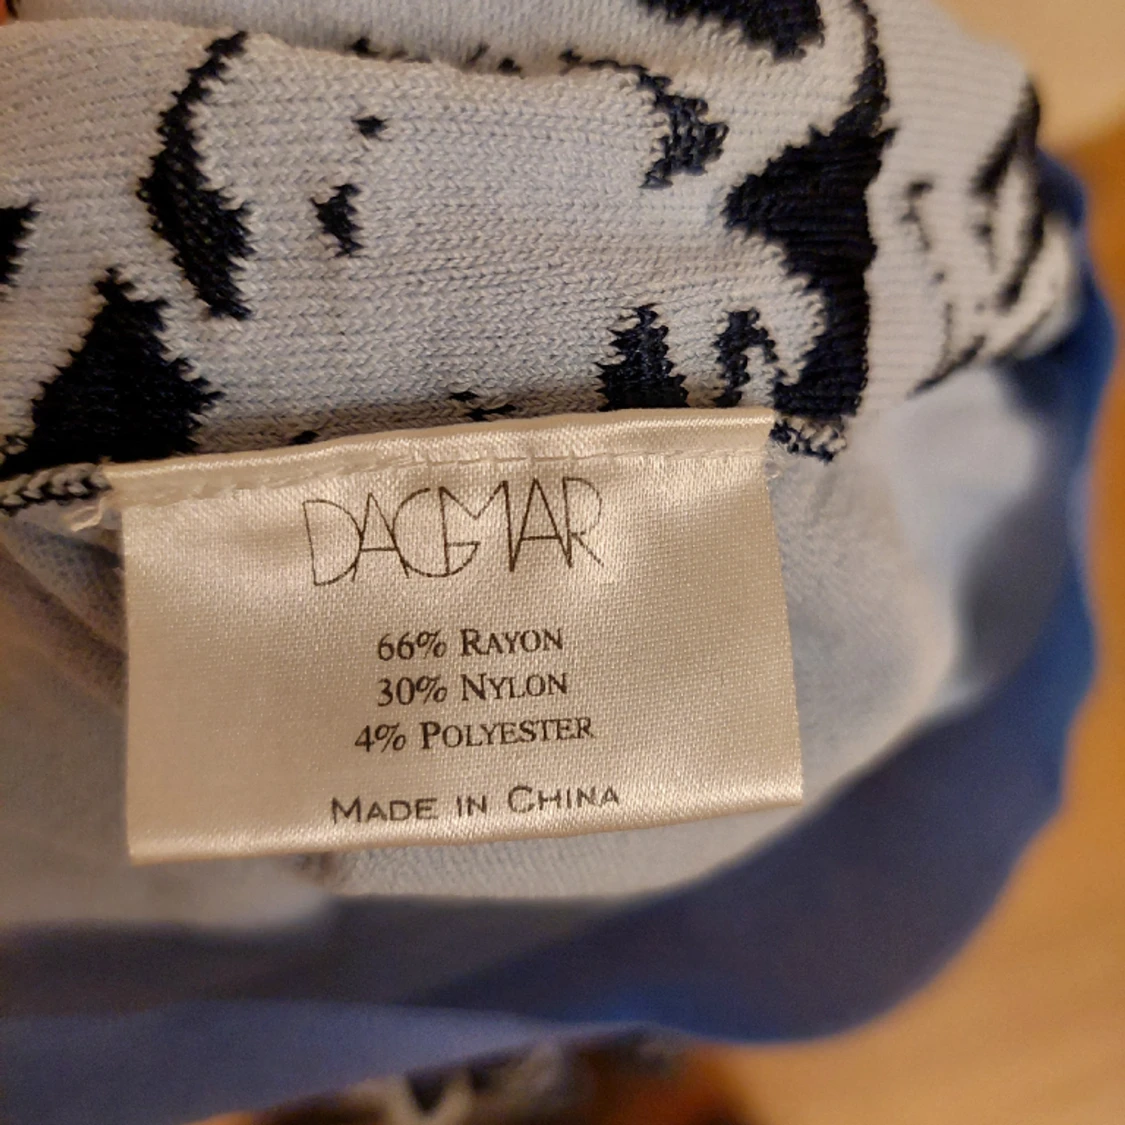 DAGMAR
66% RAYON
30% NYLON
4% POLYESTER
MADE IN CHINA